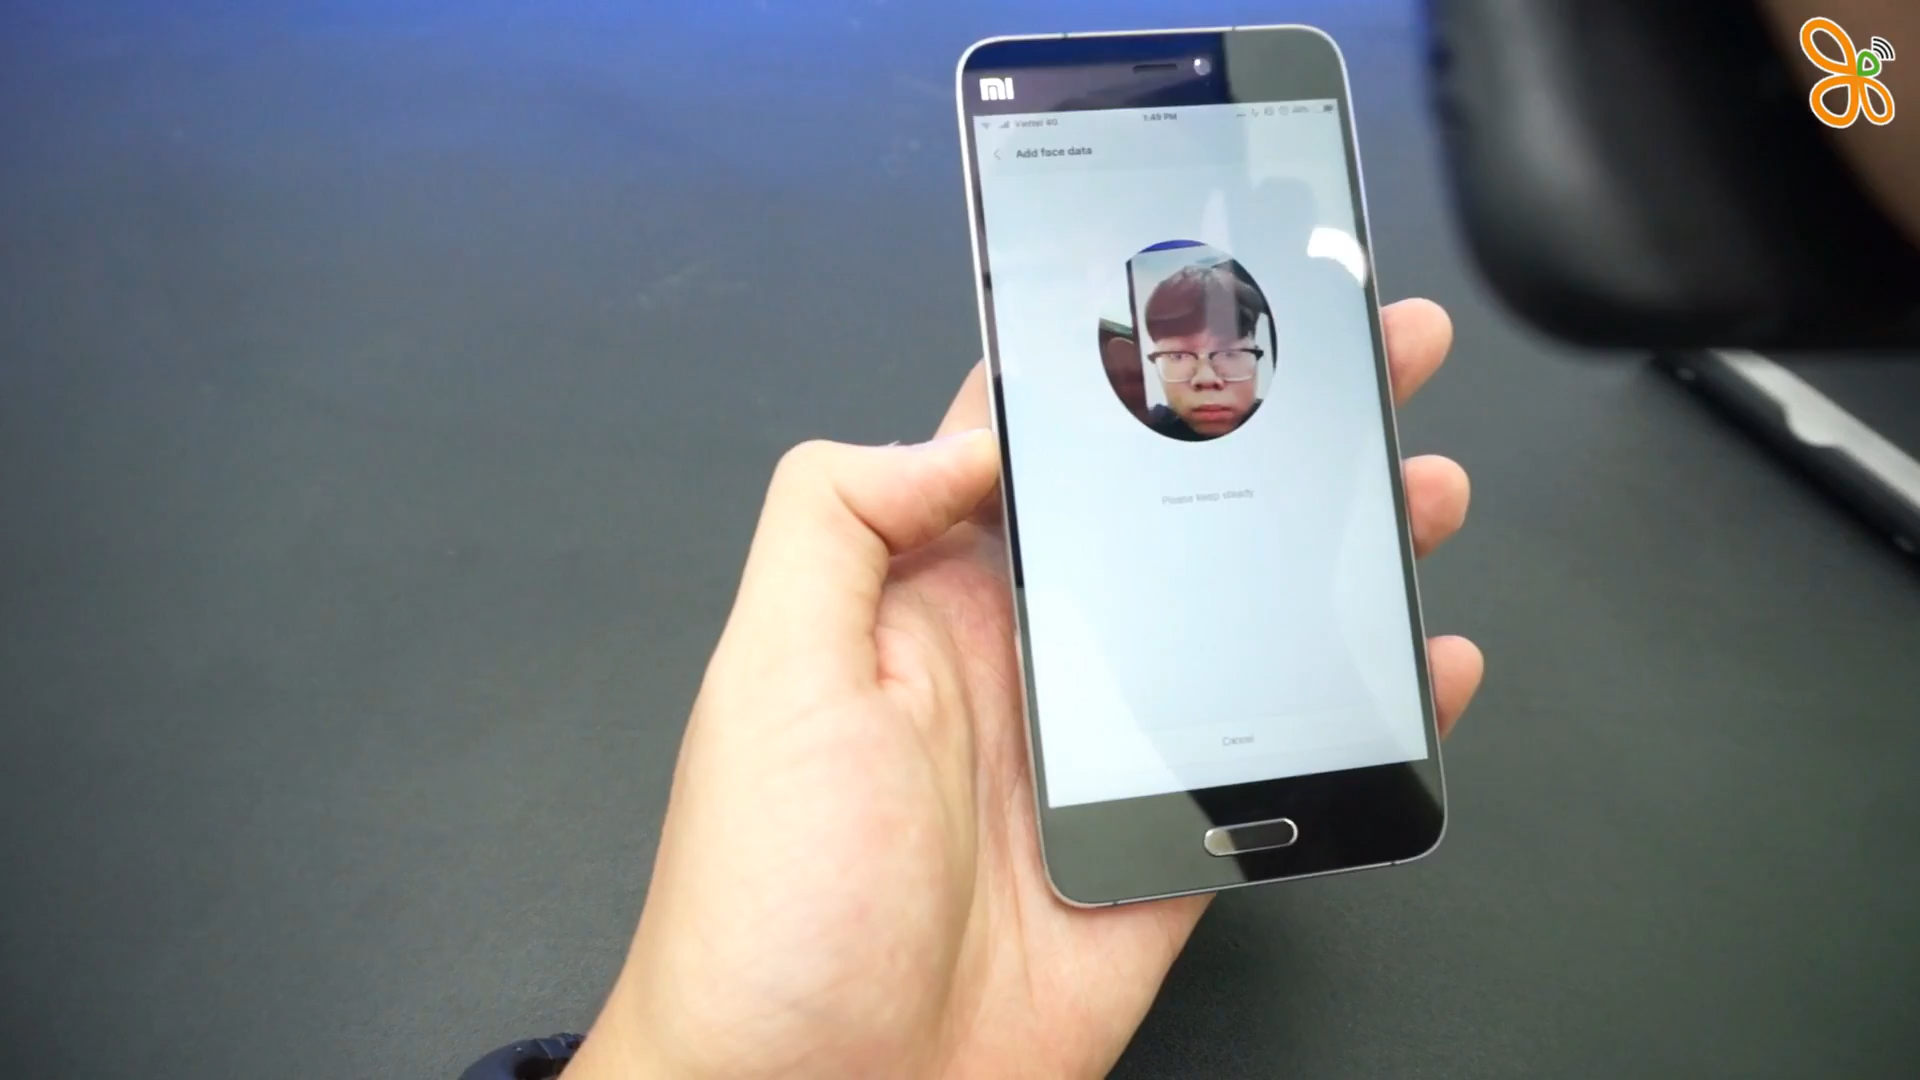 mi
Viettel 4G
1:49 PM
Add face data
Please keep steady
Cancel